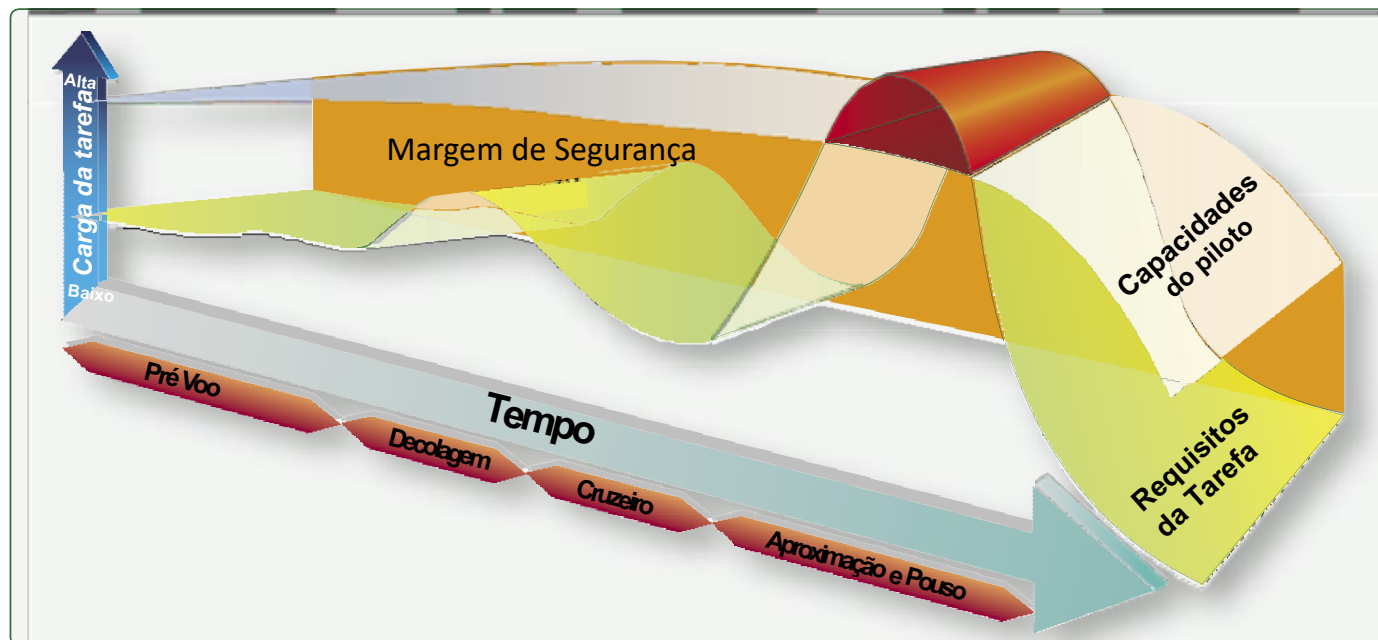 Alta
Carga da tarefa
Baixo
Margem de Segurança
Capacidades
do piloto
Requisitos
da Tarefa
Tempo
Pré Voo
Decolagem
Cruzeiro
Aproximação e Pouso